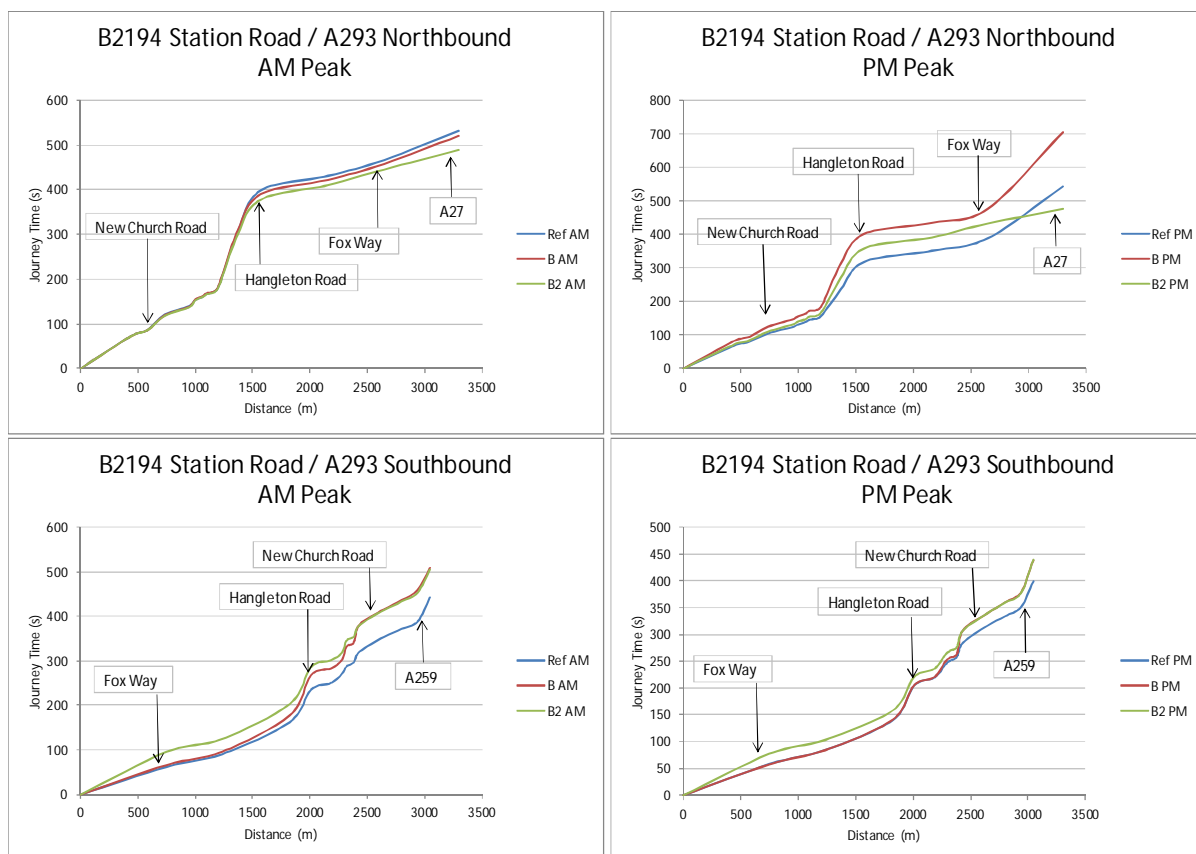 B2194 Station Road / A293 Northbound
AM Peak
600
500
400
300
200
100
0
Journey Time (s)
0 500 1000 1500 2000 2500 3000 3500
Distance (m)
New Church Road
Hangleton Road
Fox Way
A27
Ref AM
B AM
B2 AM
B2194 Station Road / A293 Northbound
PM Peak
800
700
600
500
400
300
200
100
0
Journey Time (s)
0 500 1000 1500 2000 2500 3000 3500
Distance (m)
New Church Road
Hangleton Road
Fox Way
A27
Ref PM
B PM
B2 PM
B2194 Station Road / A293 Southbound
AM Peak
600
500
400
300
200
100
0
Journey Time (s)
0 500 1000 1500 2000 2500 3000 3500
Distance (m)
New Church Road
Hangleton Road
Fox Way
A259
Ref AM
B AM
B2 AM
B2194 Station Road / A293 Southbound
PM Peak
500
450
400
350
300
250
200
150
100
50
0
Journey Time (s)
0 500 1000 1500 2000 2500 3000 3500
Distance (m)
New Church Road
Hangleton Road
Fox Way
A259
Ref PM
B PM
B2 PM